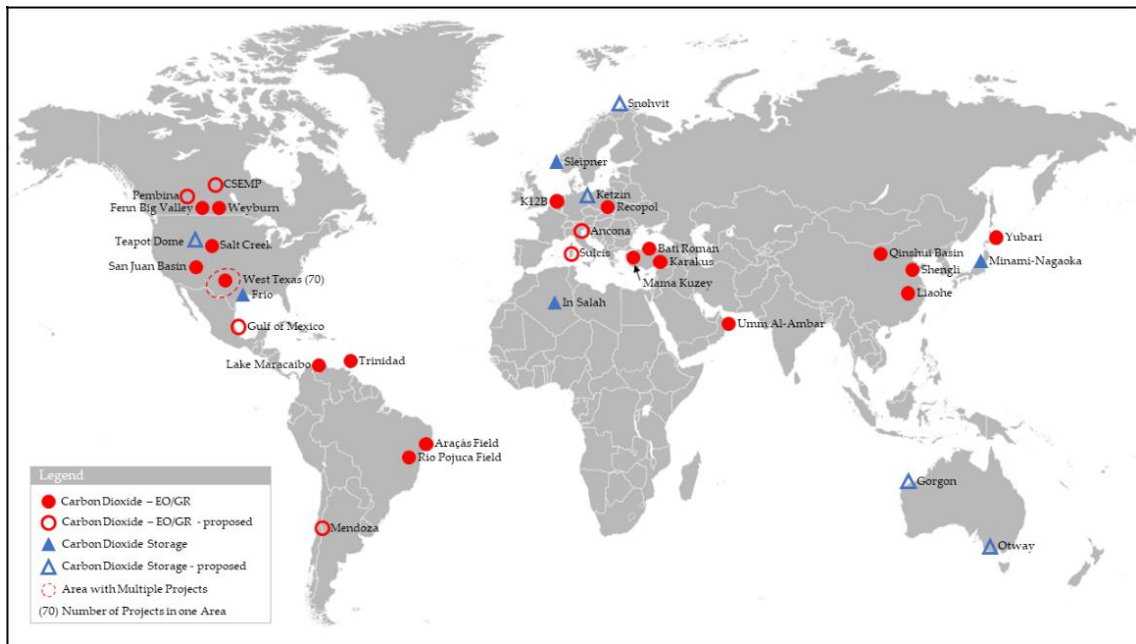 Snøhvit
Sleipner
CSEMP
Pembina
Ketzin
Fenn Big Valley
Weyburn
K12B
Recopol
Ancona
Yubari
Teapot Dome
Salt Creek
Bati Roman
Sulcis
Qinshui Basin
Minami-Nagaoka
San Juan Basin
Karakus
Shengli
West Texas (70)
Mama Kuzey
Frio
Liaohe
In Salah
Gulf of Mexico
Umm Al-Ambar
Lake Maracaibo
Trinidad
Araçás Field
Rio Pojuca Field
Gorgon
Mendoza
Otway
Legend
Carbon Dioxide – EO/GR
Carbon Dioxide – EO/GR - proposed
Carbon Dioxide Storage
Carbon Dioxide Storage - proposed
Area with Multiple Projects
(70) Number of Projects in one Area